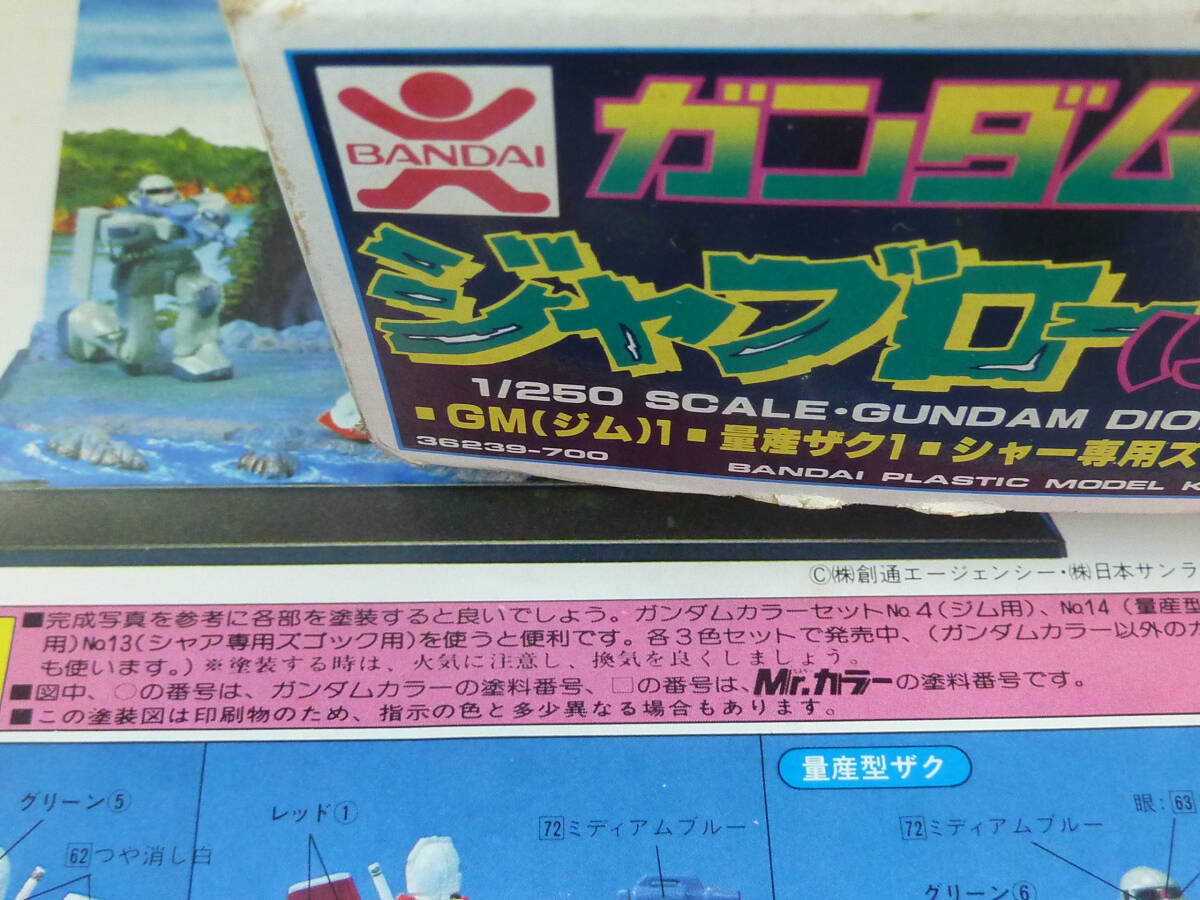 BANDAI
ガンダム
ジャブロー
1/250 SCALE・GUNDAM
■GM(ジム)1■量産ザク1■シャー専用ズ
36239-700
BANDAI PLASTIC MODEL
©㈱創通エージェンシー・㈱日本サンラ
■完成写真を参考に各部を塗装すると良いでしょう。ガンダムカラーセットNo.4(ジム用)、No.14(量産型
用)No.13(シャア専用ズゴック用)を使うと便利です。各3色セットで発売中、(ガンダムカラー以外のカ
も使います。)※塗装する時は、火気に注意し、換気を良くしましょう。
■図中、○の番号は、ガンダムカラーの塗料番号、□の番号は、Mr.カラーの塗料番号です。
■この塗装図は印刷物のため、指示の色と多少異なる場合もあります。
量産型ザク
グリーン⑤
レッド①
72ミディアムブルー
72ミディアムブルー
眼:63
62つや消し白
グリーン⑥